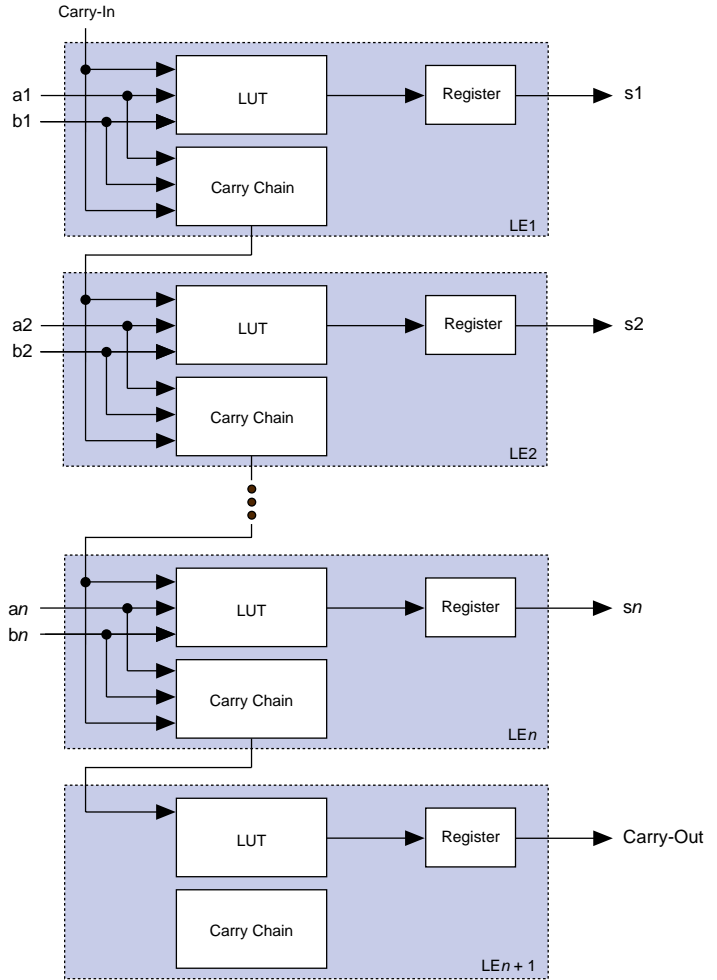 Carry-In
a1
b1
LUT
Register
s1
Carry Chain
LE1
a2
b2
LUT
Register
s2
Carry Chain
LE2
an
bn
LUT
Register
sn
Carry Chain
LEn
LUT
Register
Carry-Out
Carry Chain
LEn + 1